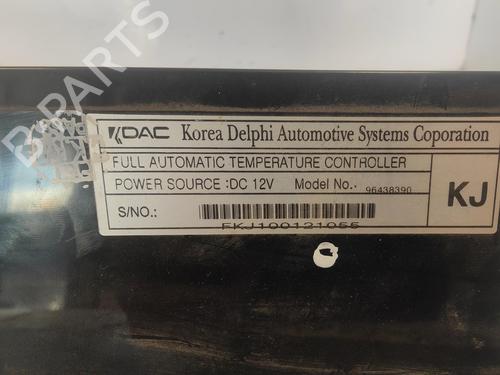 KDAC Korea Delphi Automotive Systems Coporation
FULL AUTOMATIC TEMPERATURE CONTROLLER
POWER SOURCE :DC 12V Model No., 96438390
KJ
S/NO.:
FKJ100121055
B PARTS